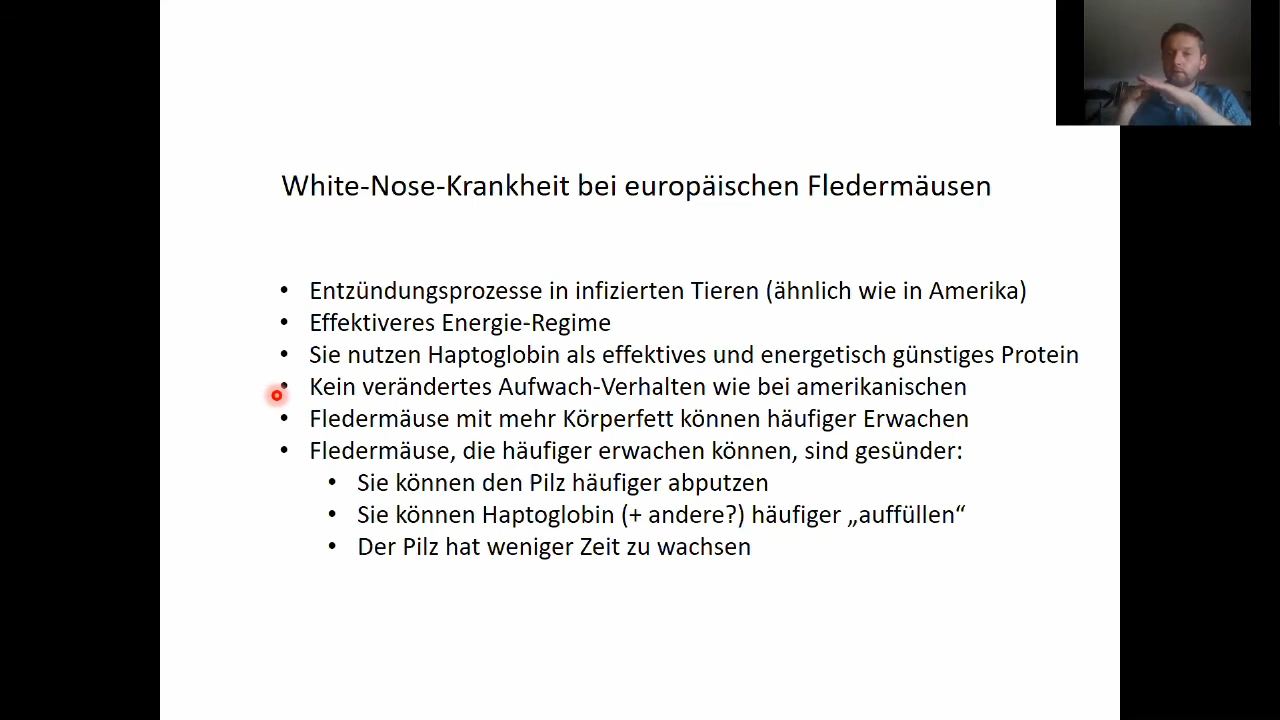 White-Nose-Krankheit bei europäischen Fledermäusen
• Entzündungsprozesse in infizierten Tieren (ähnlich wie in Amerika)
• Effektiveres Energie-Regime
• Sie nutzen Haptoglobin als effektives und energetisch günstiges Protein
• Kein verändertes Aufwach-Verhalten wie bei amerikanischen
• Fledermäuse mit mehr Körperfett können häufiger Erwachen
• Fledermäuse, die häufiger erwachen können, sind gesünder:
• Sie können den Pilz häufiger abputzen
• Sie können Haptoglobin (+ andere?) häufiger „auffüllen“
• Der Pilz hat weniger Zeit zu wachsen